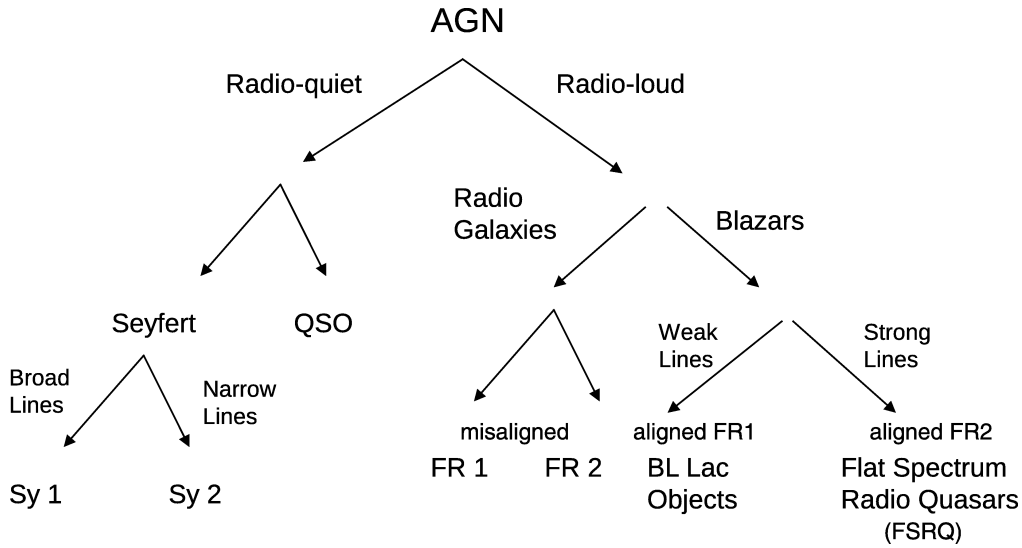 AGN
Radio-quiet
Radio-loud
Radio
Galaxies
Blazars
Seyfert
QSO
Weak
Lines
Strong
Lines
Broad
Lines
Narrow
Lines
misaligned
aligned FR1
aligned FR2
FR 1
FR 2
BL Lac
Objects
Flat Spectrum
Radio Quasars
(FSRQ)
Sy 1
Sy 2